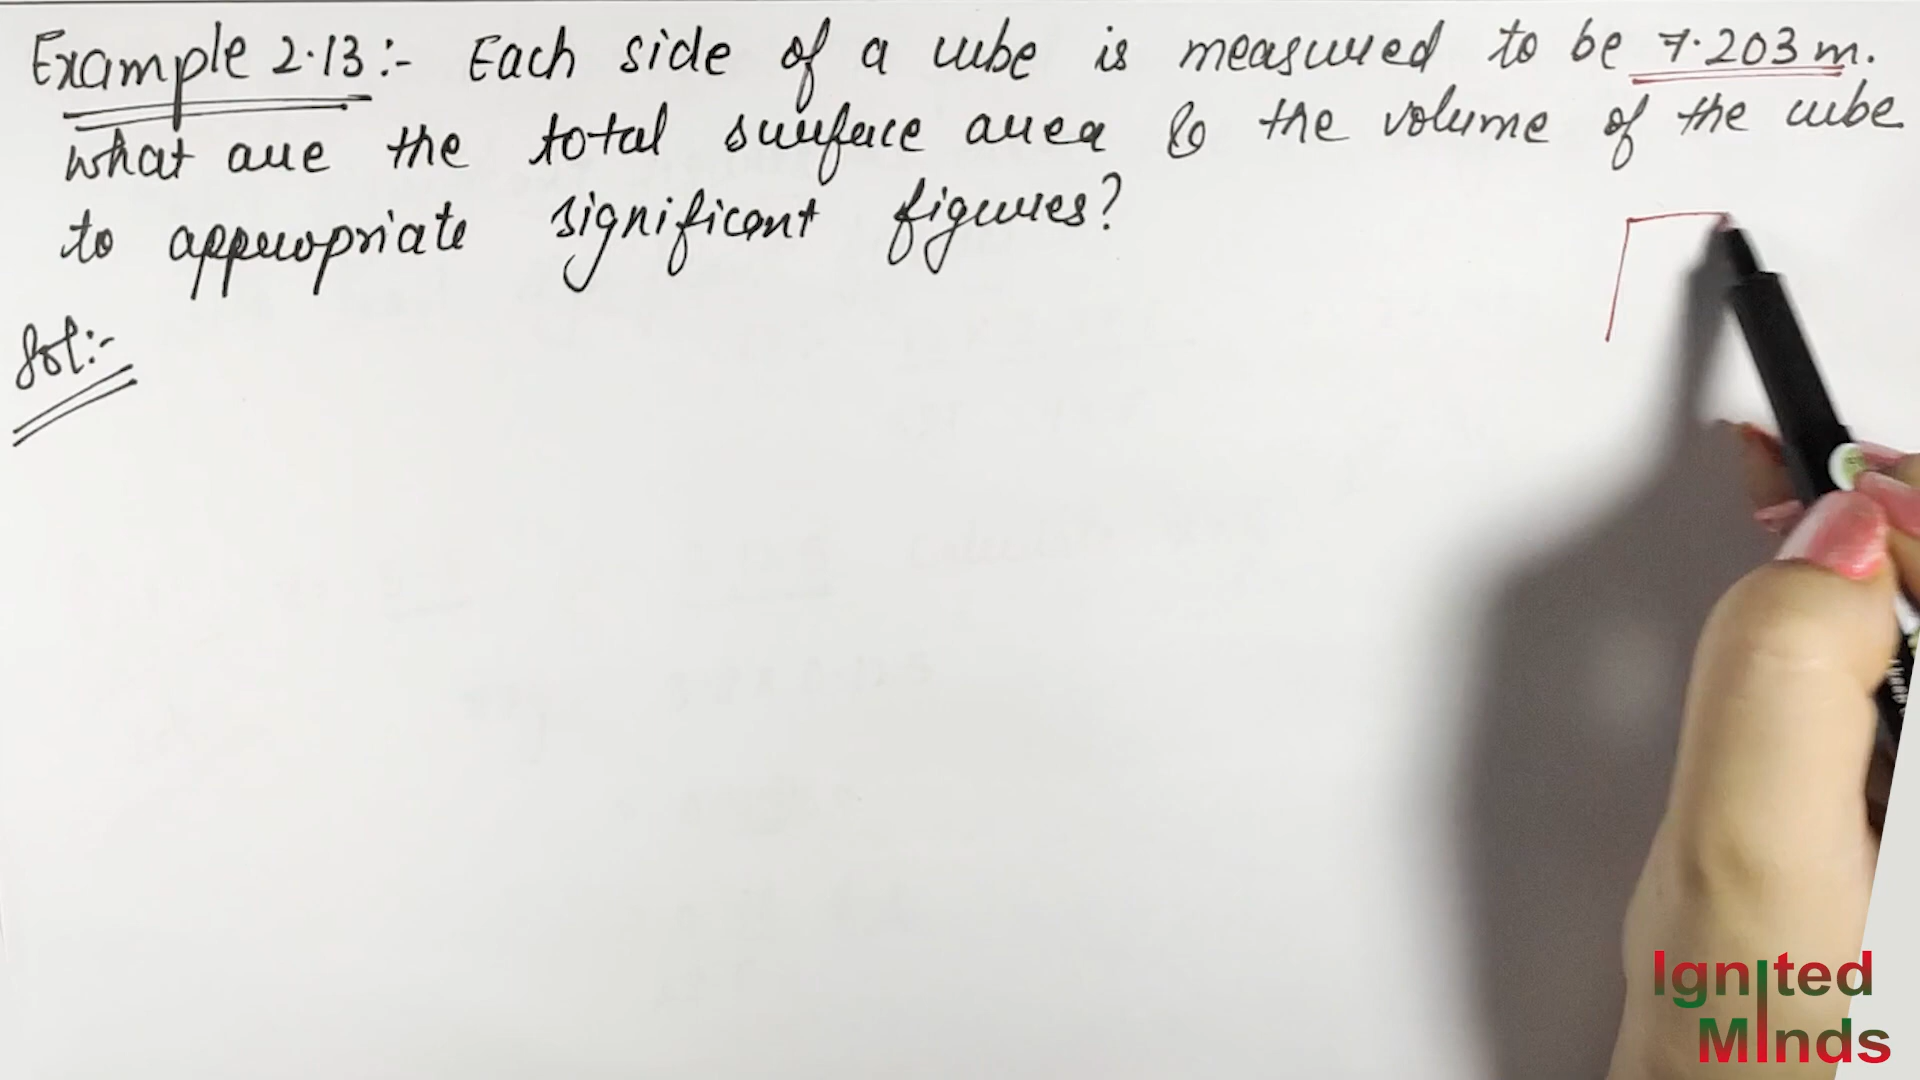 Example 2.13:- Each side of a cube is measured to be 7.203 m.
what are the total surface area & the volume of the cube
to appropriate significant figures?
Sol:-
Ignited
Minds